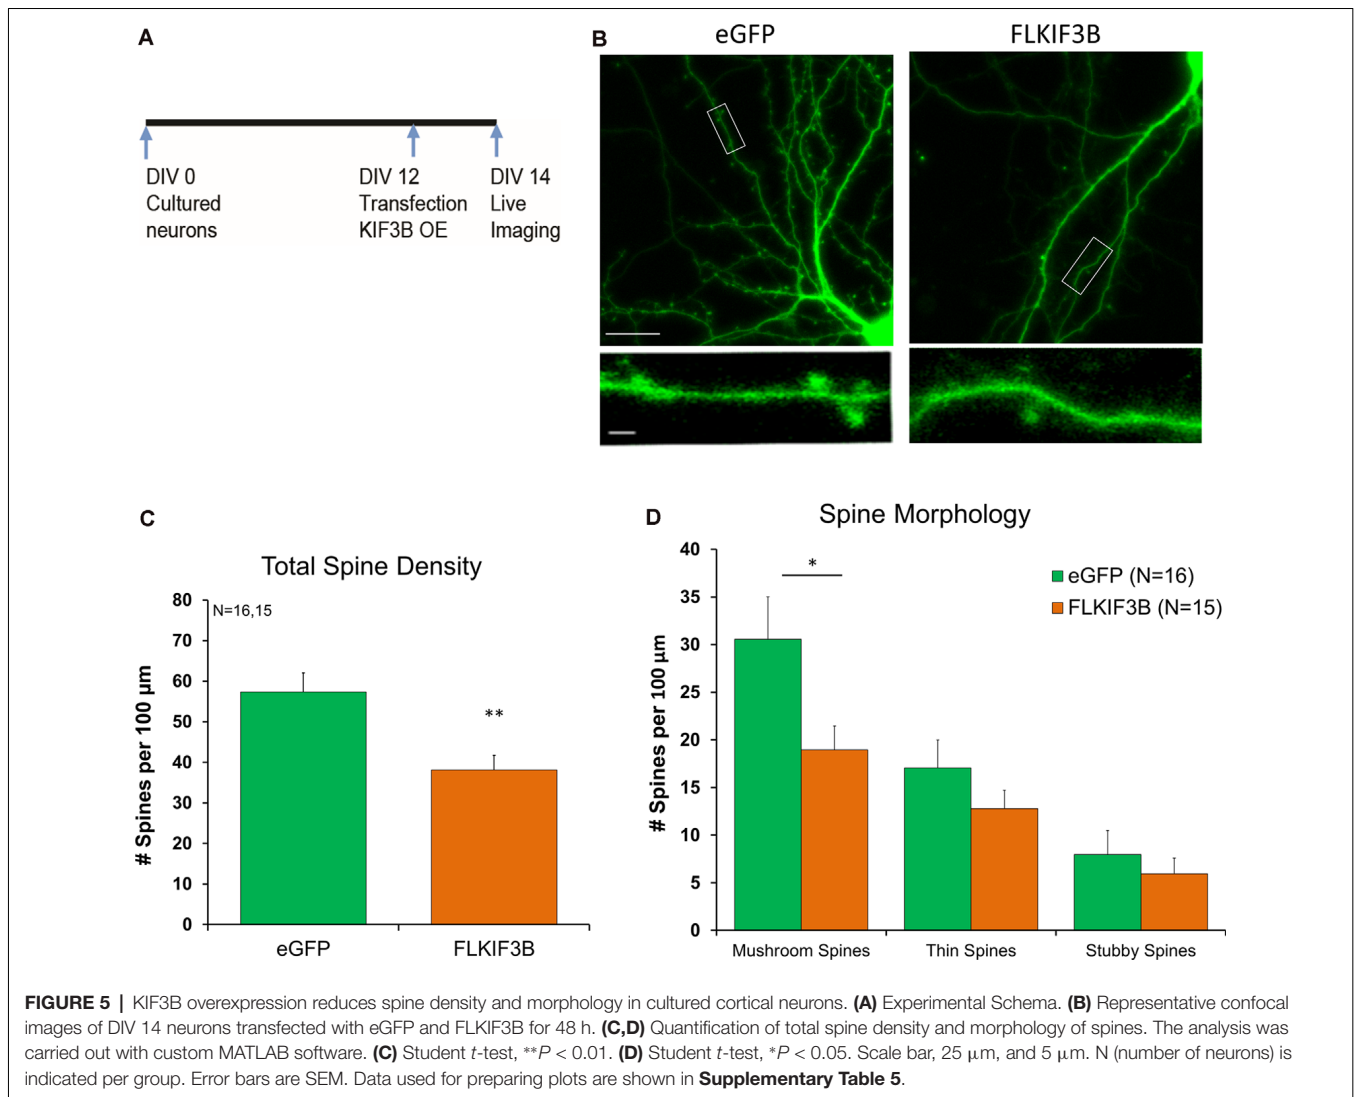 A
DIV 0
Cultured
neurons
DIV 12
Transfection
KIF3B OE
DIV 14
Live
Imaging
B
eGFP
FLKIF3B
C
Total Spine Density
N=16,15
# Spines per 100 µm
80
70
60
50
40
30
20
10
0
**
eGFP
FLKIF3B
D
Spine Morphology
# Spines per 100 µm
40
35
30
25
20
15
10
5
0
*
eGFP (N=16)
FLKIF3B (N=15)
Mushroom Spines
Thin Spines
Stubby Spines
FIGURE 5 | KIF3B overexpression reduces spine density and morphology in cultured cortical neurons. (A) Experimental Schema. (B) Representative confocal
images of DIV 14 neurons transfected with eGFP and FLKIF3B for 48 h. (C,D) Quantification of total spine density and morphology of spines. The analysis was
carried out with custom MATLAB software. (C) Student t-test, **P < 0.01. (D) Student t-test, *P < 0.05. Scale bar, 25 µm, and 5 µm. N (number of neurons) is
indicated per group. Error bars are SEM. Data used for preparing plots are shown in Supplementary Table 5.